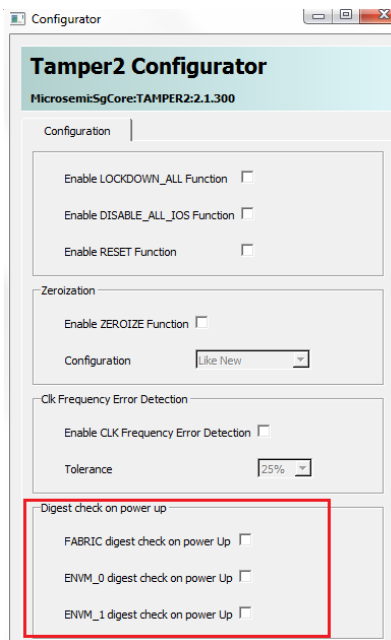 Configurator
Tamper2 Configurator
Microsemi:SgCore:TAMPER2:2.1.300
Configuration
Enable LOCKDOWN_ALL Function
Enable DISABLE_ALL_IOS Function
Enable RESET Function
Zeroization
Enable ZEROIZE Function
Configuration Like New
Clk Frequency Error Detection
Enable CLK Frequency Error Detection
Tolerance 25%
Digest check on power up
FABRIC digest check on power Up
ENVM_0 digest check on power Up
ENVM_1 digest check on power Up